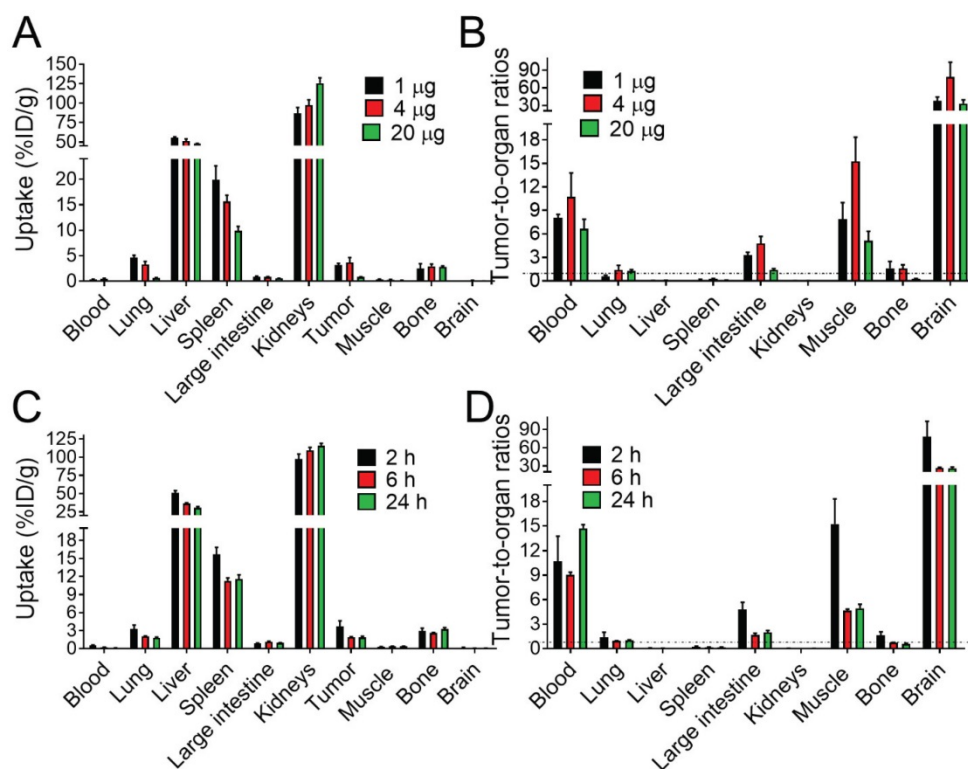 A
Uptake (%ID/g)
150
125
100
75
50
20
15
10
5
0
1 μg
4 μg
20 μg
Blood
Lung
Liver
Spleen
Large intestine
Kidneys
Tumor
Muscle
Bone
Brain
B
Tumor-to-organ ratios
90
60
30
18
15
12
9
6
3
0
1 μg
4 μg
20 μg
Blood
Lung
Liver
Spleen
Large intestine
Kidneys
Muscle
Bone
Brain
C
Uptake (%ID/g)
125
100
75
50
25
18
15
12
9
6
3
0
2 h
6 h
24 h
Blood
Lung
Liver
Spleen
Large intestine
Kidneys
Tumor
Muscle
Bone
Brain
D
Tumor-to-organ ratios
90
60
30
18
15
12
9
6
3
0
2 h
6 h
24 h
Blood
Lung
Liver
Spleen
Large intestine
Kidneys
Muscle
Bone
Brain